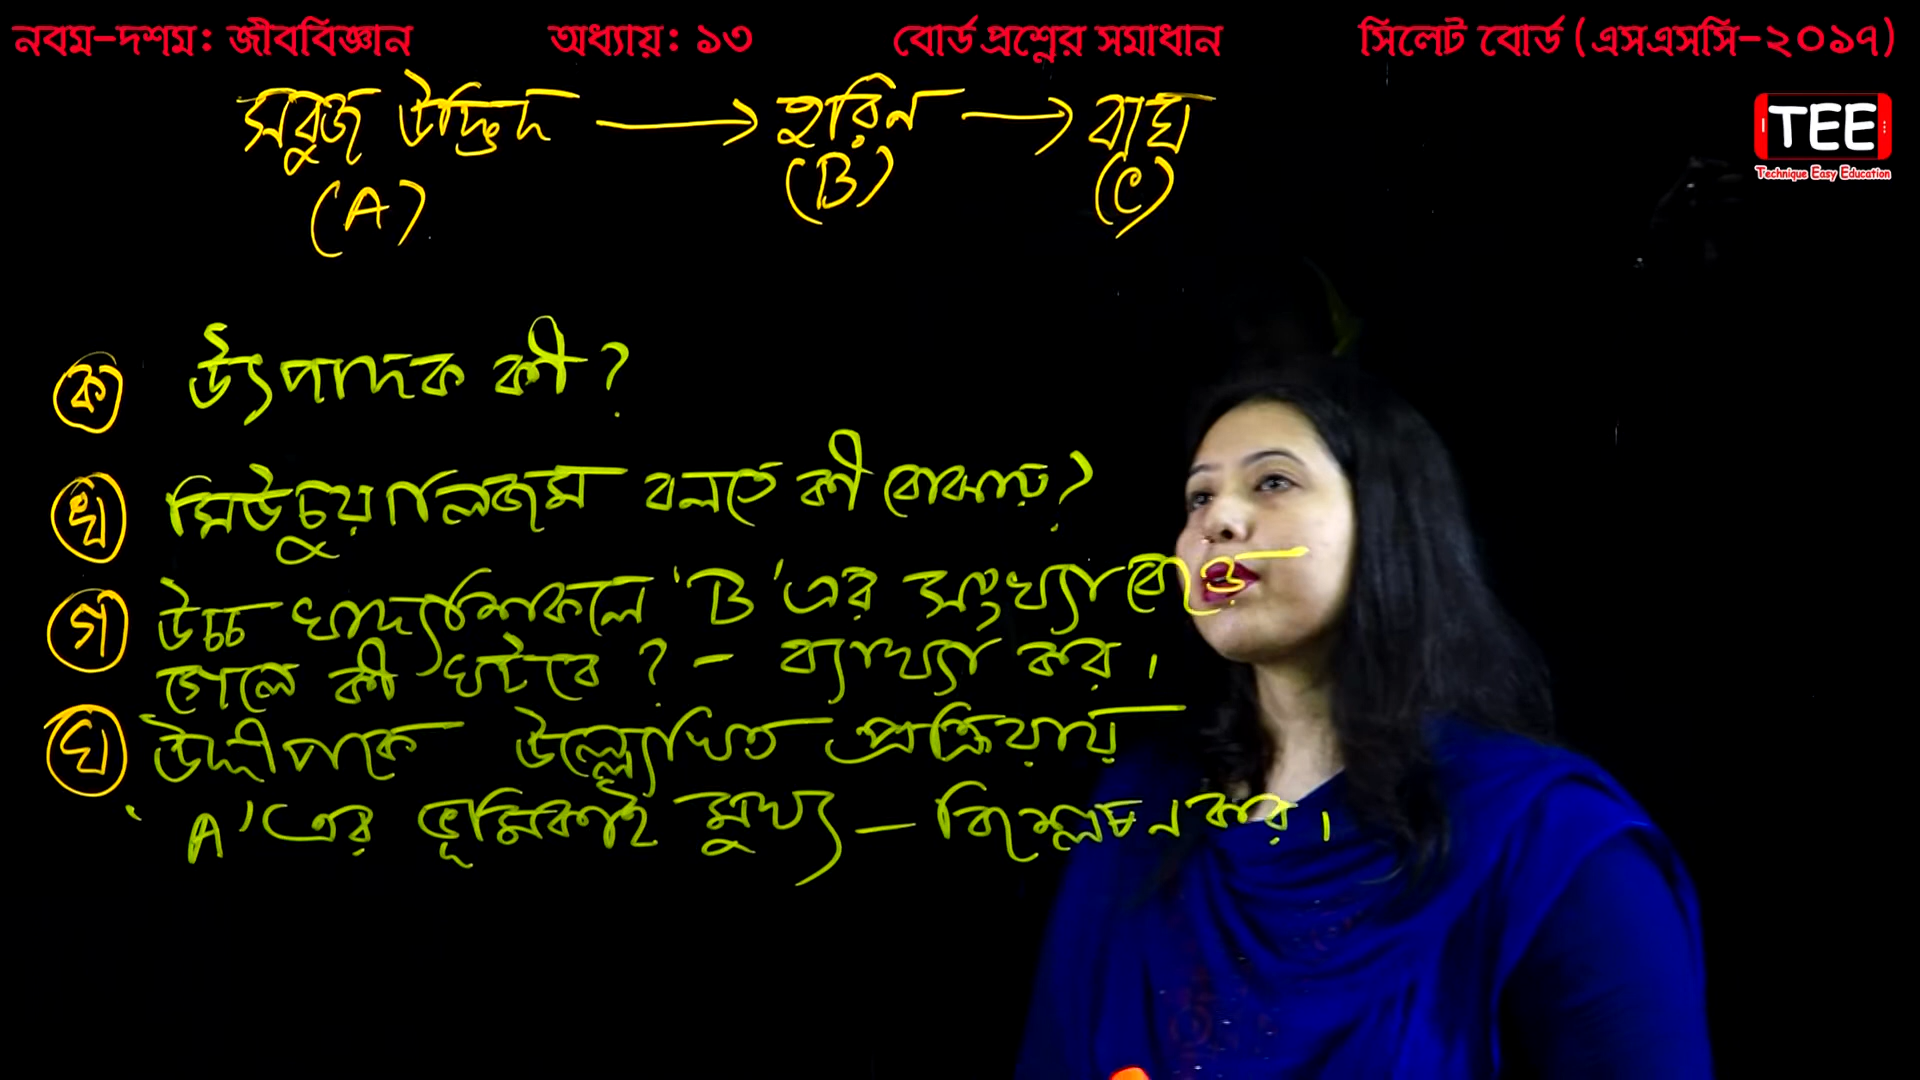 নবম-দশম: জীববিজ্ঞান অধ্যায়: ১৩ বোর্ড প্রশ্নের সমাধান সিলেট বোর্ড (এসএসসি-২০১৭)
সবুজ উদ্ভিদ → হরিন → বাঘ
(A) (B) (C)
TEE
Technique Easy Education
ক উৎপাদক কী?
খ মিউচুয়ালিজম বলতে কী বোঝায়?
গ উচ্চ খাদ্যশিকলে 'B' এর সংখ্যা বেড়ে
গেলে কী ঘটবে? - ব্যাখ্যা কর।
ঘ উদ্দীপকে উল্ল্যেখিত প্রক্রিয়ায়
'A' এর ভূমিকাই মুখ্য - বিশ্লেষন কর।